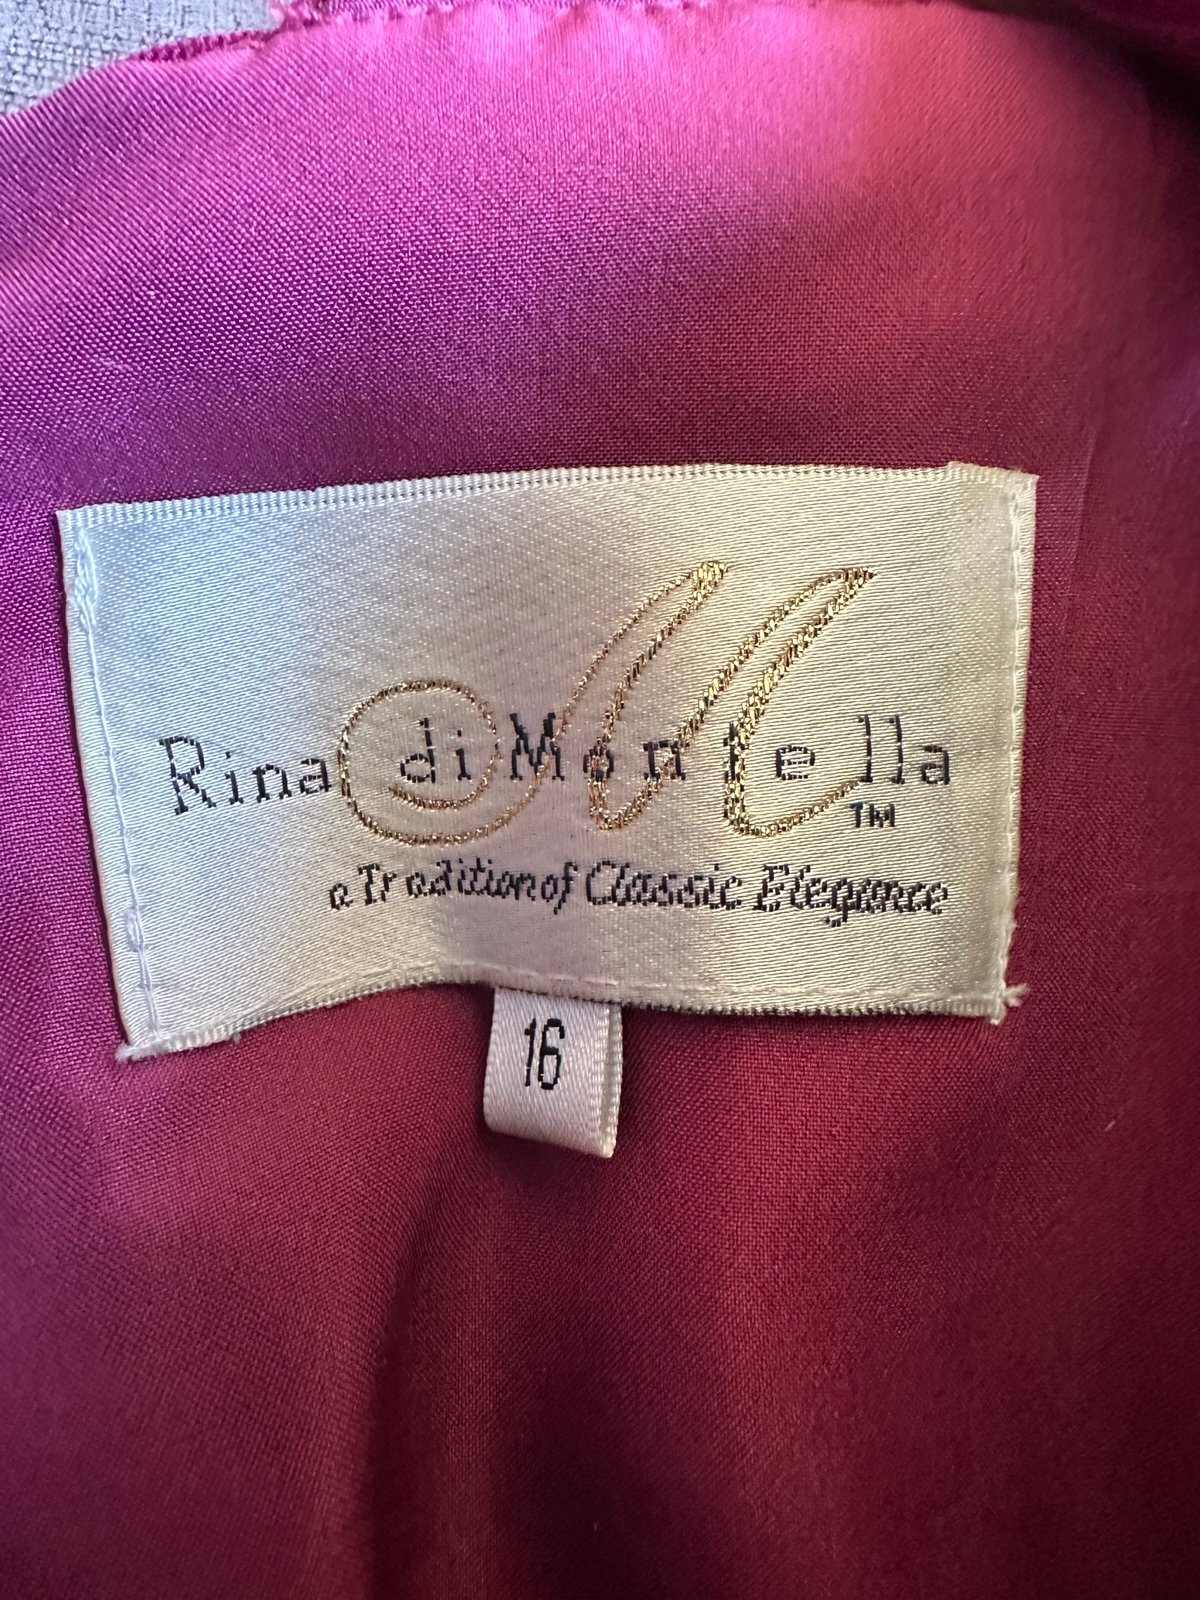 Rina di Montella
TM
a Tradition of Classic Elegance
16